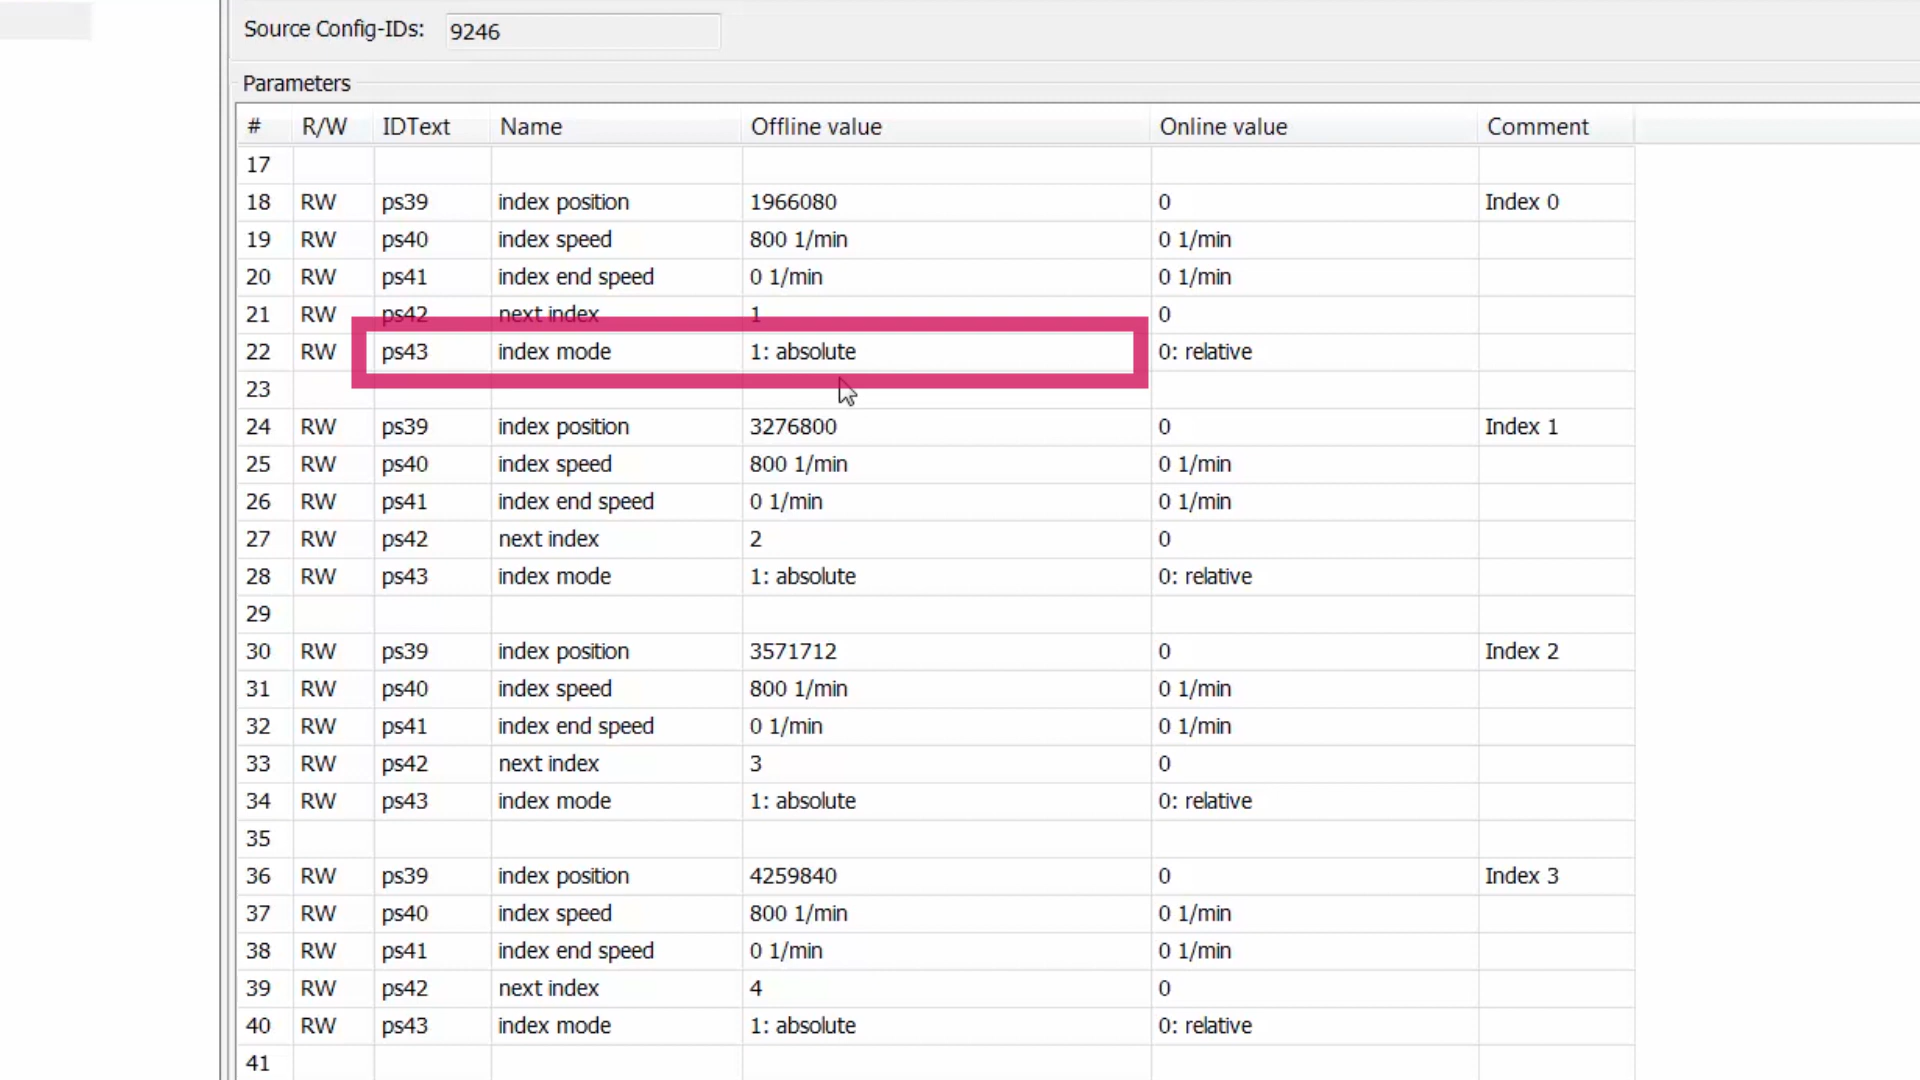 Source Config-IDs: 9246
Parameters
# R/W IDText Name Offline value Online value Comment
17
18 RW ps39 index position 1966080 0 Index 0
19 RW ps40 index speed 800 1/min 0 1/min
20 RW ps41 index end speed 0 1/min 0 1/min
21 RW ps42 next index 1 0
22 RW ps43 index mode 1: absolute 0: relative
23
24 RW ps39 index position 3276800 0 Index 1
25 RW ps40 index speed 800 1/min 0 1/min
26 RW ps41 index end speed 0 1/min 0 1/min
27 RW ps42 next index 2 0
28 RW ps43 index mode 1: absolute 0: relative
29
30 RW ps39 index position 3571712 0 Index 2
31 RW ps40 index speed 800 1/min 0 1/min
32 RW ps41 index end speed 0 1/min 0 1/min
33 RW ps42 next index 3 0
34 RW ps43 index mode 1: absolute 0: relative
35
36 RW ps39 index position 4259840 0 Index 3
37 RW ps40 index speed 800 1/min 0 1/min
38 RW ps41 index end speed 0 1/min 0 1/min
39 RW ps42 next index 4 0
40 RW ps43 index mode 1: absolute 0: relative
41